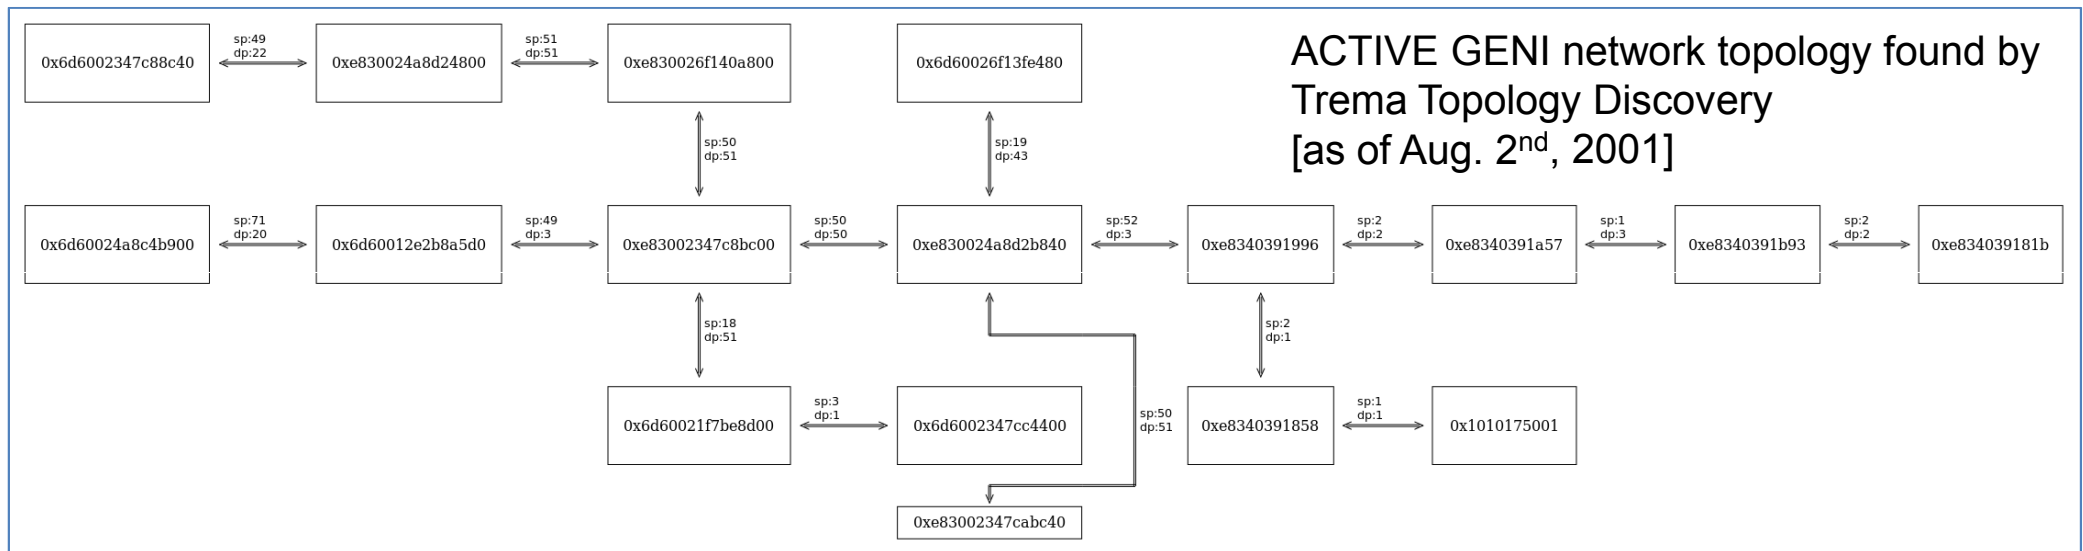 sp:49
dp:22
sp:51
dp:51
0x6d6002347c88c40
0xe830024a8d24800
0xe830026f140a800
0x6d60026f13fe480
ACTIVE GENI network topology found by
Trema Topology Discovery
[as of Aug. 2nd, 2001]
sp:50
dp:51
sp:19
dp:43
sp:71
dp:20
sp:49
dp:3
sp:50
dp:50
sp:52
dp:3
sp:2
dp:2
sp:1
dp:3
sp:2
dp:2
0x6d60024a8c4b900
0x6d60012e2b8a5d0
0xe83002347c8bc00
0xe830024a8d2b840
0xe8340391996
0xe8340391a57
0xe8340391b93
0xe834039181b
sp:18
dp:51
sp:2
dp:1
sp:3
dp:1
sp:50
dp:51
sp:1
dp:1
0x6d60021f7be8d00
0x6d6002347cc4400
0xe8340391858
0x1010175001
0xe83002347cabc40